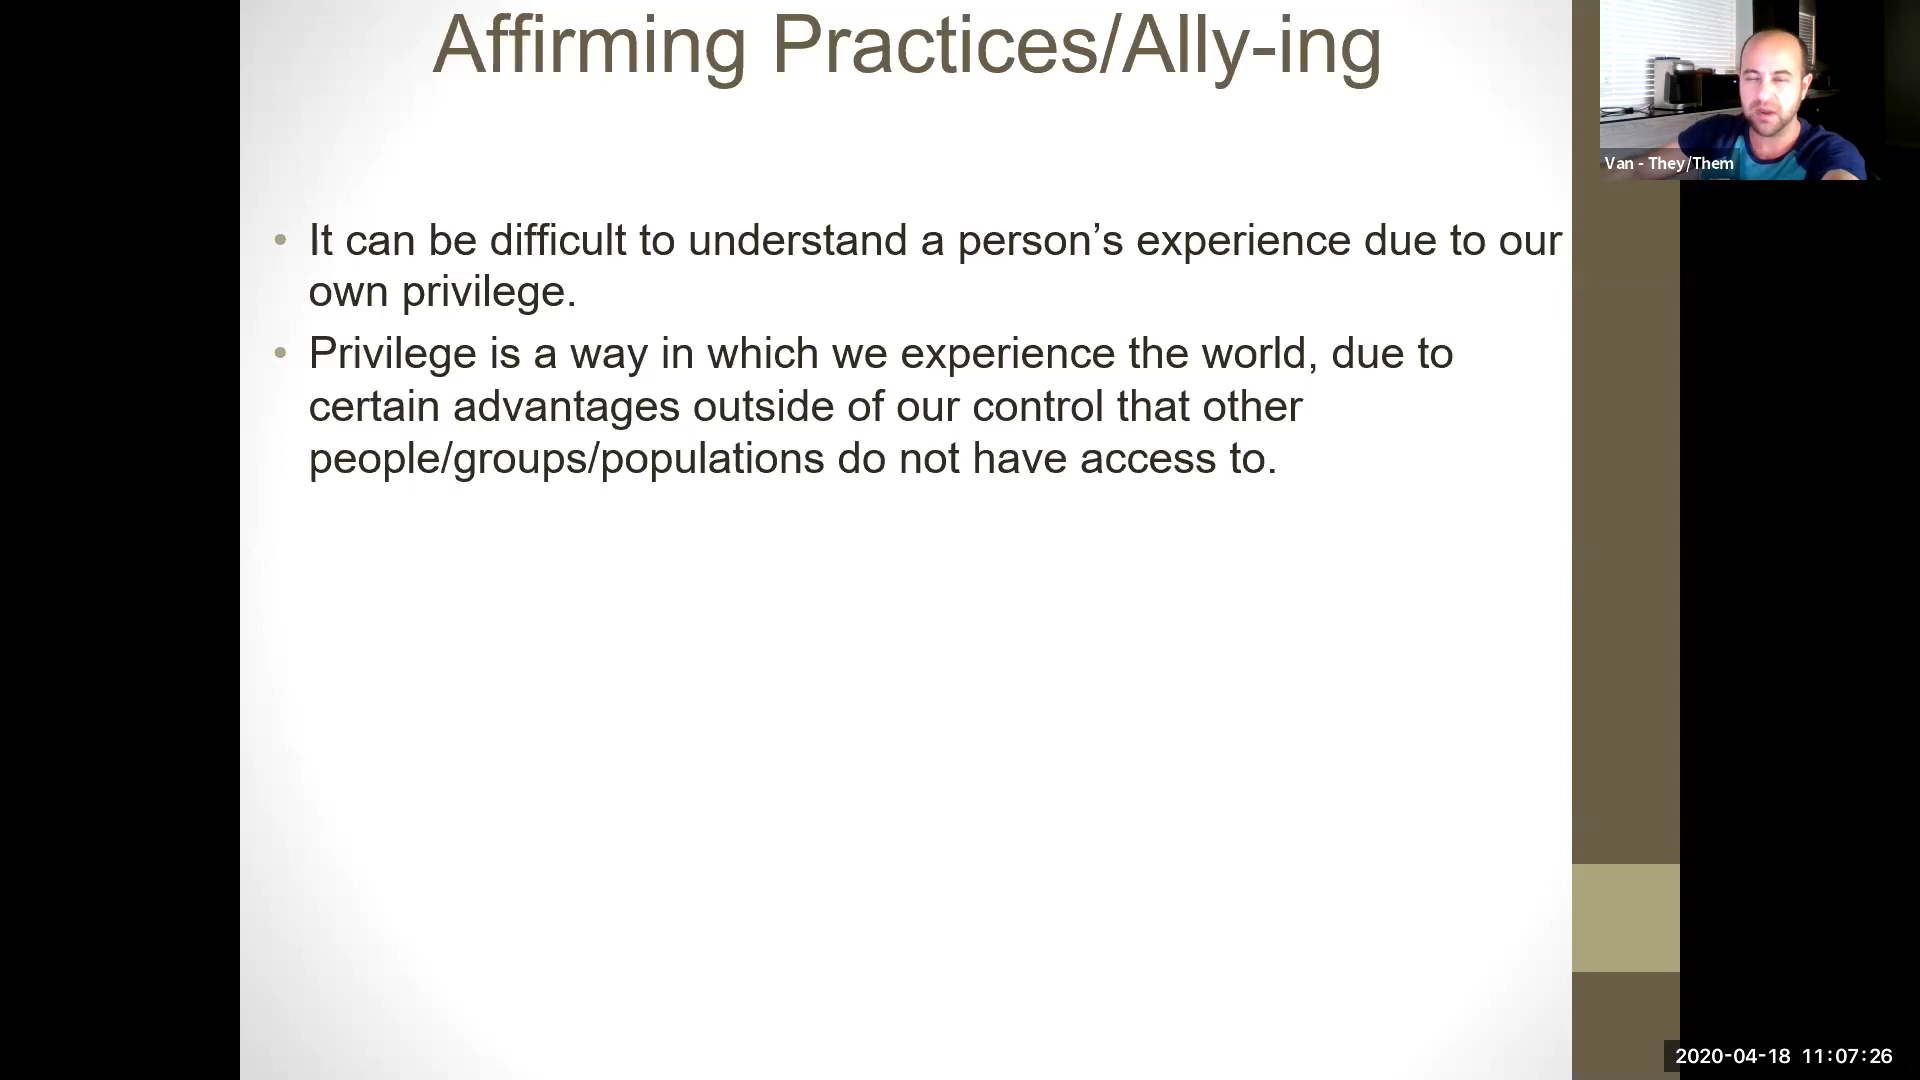 Affirming Practices/Ally-ing
Van - They/Them
• It can be difficult to understand a person’s experience due to our
own privilege.
• Privilege is a way in which we experience the world, due to
certain advantages outside of our control that other
people/groups/populations do not have access to.
2020-04-18 11:07:26